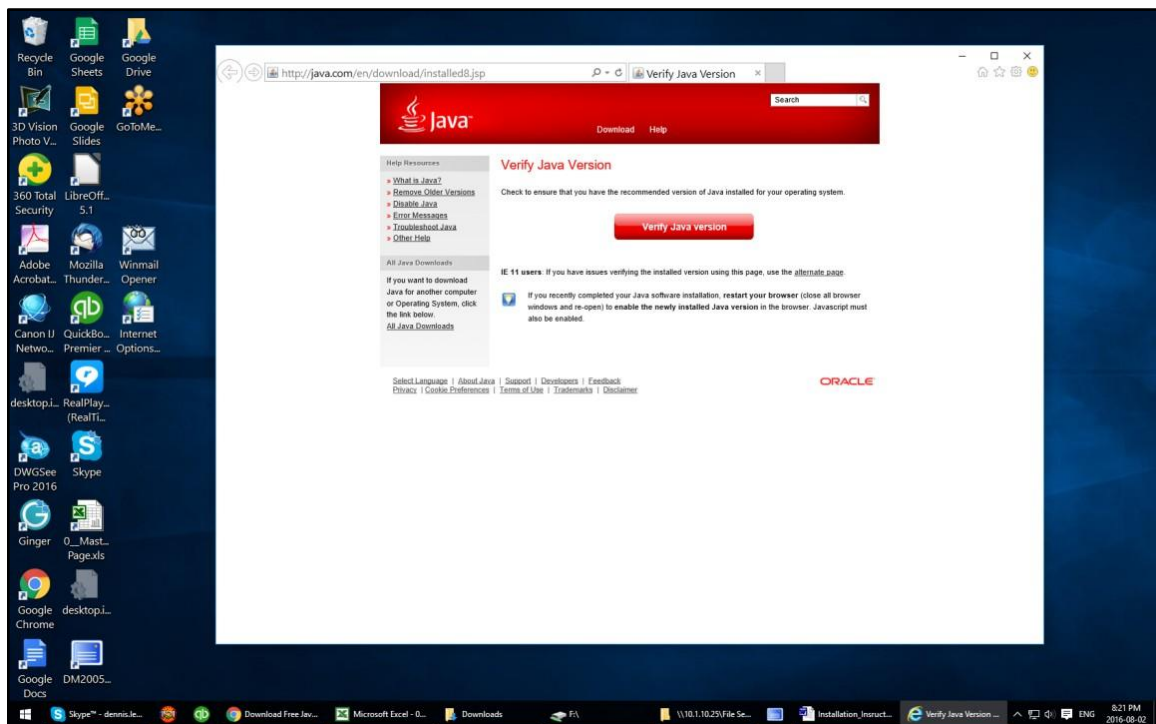 Recycle Bin
Google Sheets
Google Drive
3D Vision Photo V...
Google Slides
GoToMe...
360 Total Security
LibreOff... 5.1
Adobe Acrobat...
Mozilla Thunder...
Winmail Opener
Canon IJ Netwo...
QuickBo... Premier ...
Internet Options...
desktop.i...
RealPlay... (RealTi...
DWGSee Pro 2016
Skype
Ginger
0__Mast... Page.xls
Google Chrome
desktop.i...
Google Docs
DM2005...
http://java.com/en/download/installed8.jsp
Verify Java Version
Java
Search
Download Help
Help Resources
» What is Java?
» Remove Older Versions
» Disable Java
» Error Messages
» Troubleshoot Java
» Other Help
All Java Downloads
If you want to download
Java for another computer
or Operating System, click
the link below.
All Java Downloads
Verify Java Version
Check to ensure that you have the recommended version of Java installed for your operating system.
Verify Java version
IE 11 users: If you have issues verifying the installed version using this page, use the alternate page.
If you recently completed your Java software installation, restart your browser (close all browser
windows and re-open) to enable the newly installed Java version in the browser. Javascript must
also be enabled.
Select Language | About Java | Support | Developers | Feedback
Privacy | Cookie Preferences | Terms of Use | Trademarks | Disclaimer
ORACLE
Skype™ - dennis.le...
Download Free Jav...
Microsoft Excel - 0...
Downloads
F:\
\\10.1.10.25\File Se...
Installation_Insruct...
Verify Java Version ...
ENG
8:21 PM
2016-08-02